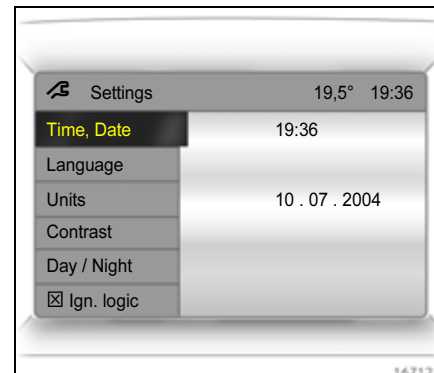 Settings 19,5° 19:36
Time, Date 19:36
Language
Units 10 . 07 . 2004
Contrast
Day / Night
☒ Ign. logic